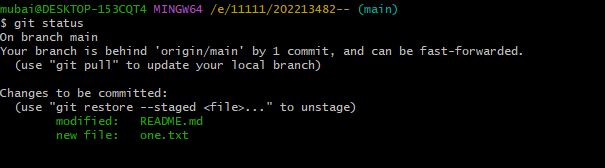 mubai@DESKTOP-153CQT4 MINGW64 /e/11111/202213482-- (main)
$ git status
On branch main
Your branch is behind 'origin/main' by 1 commit, and can be fast-forwarded.
  (use "git pull" to update your local branch)

Changes to be committed:
  (use "git restore --staged <file>..." to unstage)
        modified:   README.md
        new file:   one.txt